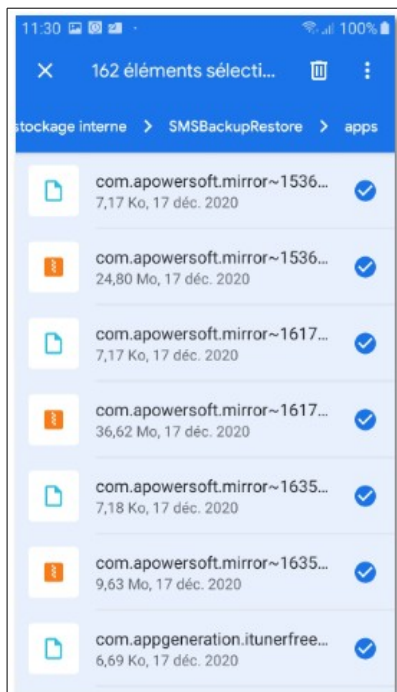 11:30 100%
162 éléments sélecti...
stockage interne > SMSBackupRestore > apps
com.apowersoft.mirror~1536...
7,17 Ko, 17 déc. 2020
com.apowersoft.mirror~1536...
24,80 Mo, 17 déc. 2020
com.apowersoft.mirror~1617...
7,17 Ko, 17 déc. 2020
com.apowersoft.mirror~1617...
36,62 Mo, 17 déc. 2020
com.apowersoft.mirror~1635...
7,18 Ko, 17 déc. 2020
com.apowersoft.mirror~1635...
9,63 Mo, 17 déc. 2020
com.appgeneration.itunerfree...
6,69 Ko, 17 déc. 2020